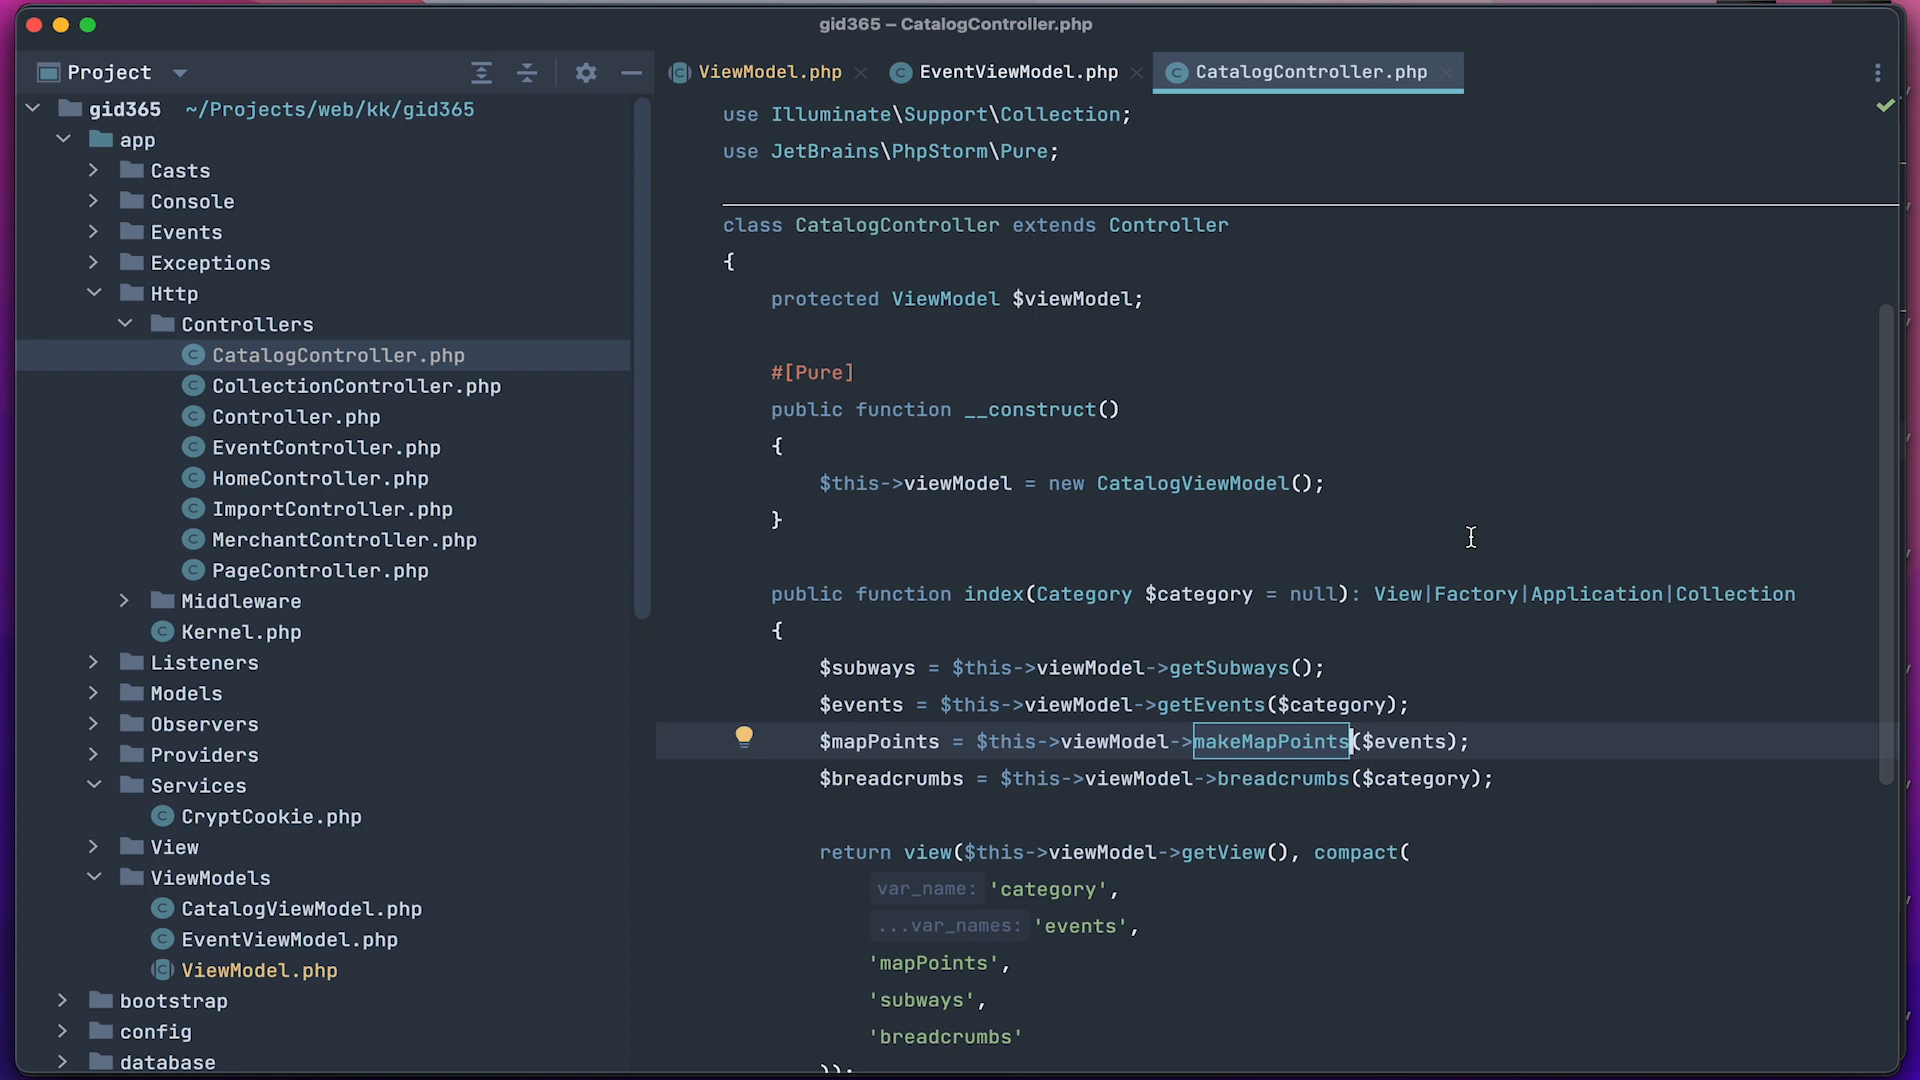 gid365 – CatalogController.php
Project
gid365 ~/Projects/web/kk/gid365
app
Casts
Console
Events
Exceptions
Http
Controllers
CatalogController.php
CollectionController.php
Controller.php
EventController.php
HomeController.php
ImportController.php
MerchantController.php
PageController.php
Middleware
Kernel.php
Listeners
Models
Observers
Providers
Services
CryptCookie.php
View
ViewModels
CatalogViewModel.php
EventViewModel.php
ViewModel.php
bootstrap
config
database
ViewModel.php
EventViewModel.php
CatalogController.php
use Illuminate\Support\Collection;
use JetBrains\PhpStorm\Pure;
class CatalogController extends Controller
{
protected ViewModel $viewModel;
#[Pure]
public function __construct()
{
$this->viewModel = new CatalogViewModel();
}
public function index(Category $category = null): View|Factory|Application|Collection
{
$subways = $this->viewModel->getSubways();
$events = $this->viewModel->getEvents($category);
$mapPoints = $this->viewModel->makeMapPoints($events);
$breadcrumbs = $this->viewModel->breadcrumbs($category);
return view($this->viewModel->getView(), compact(
var_name: 'category',
...var_names: 'events',
'mapPoints',
'subways',
'breadcrumbs'
));